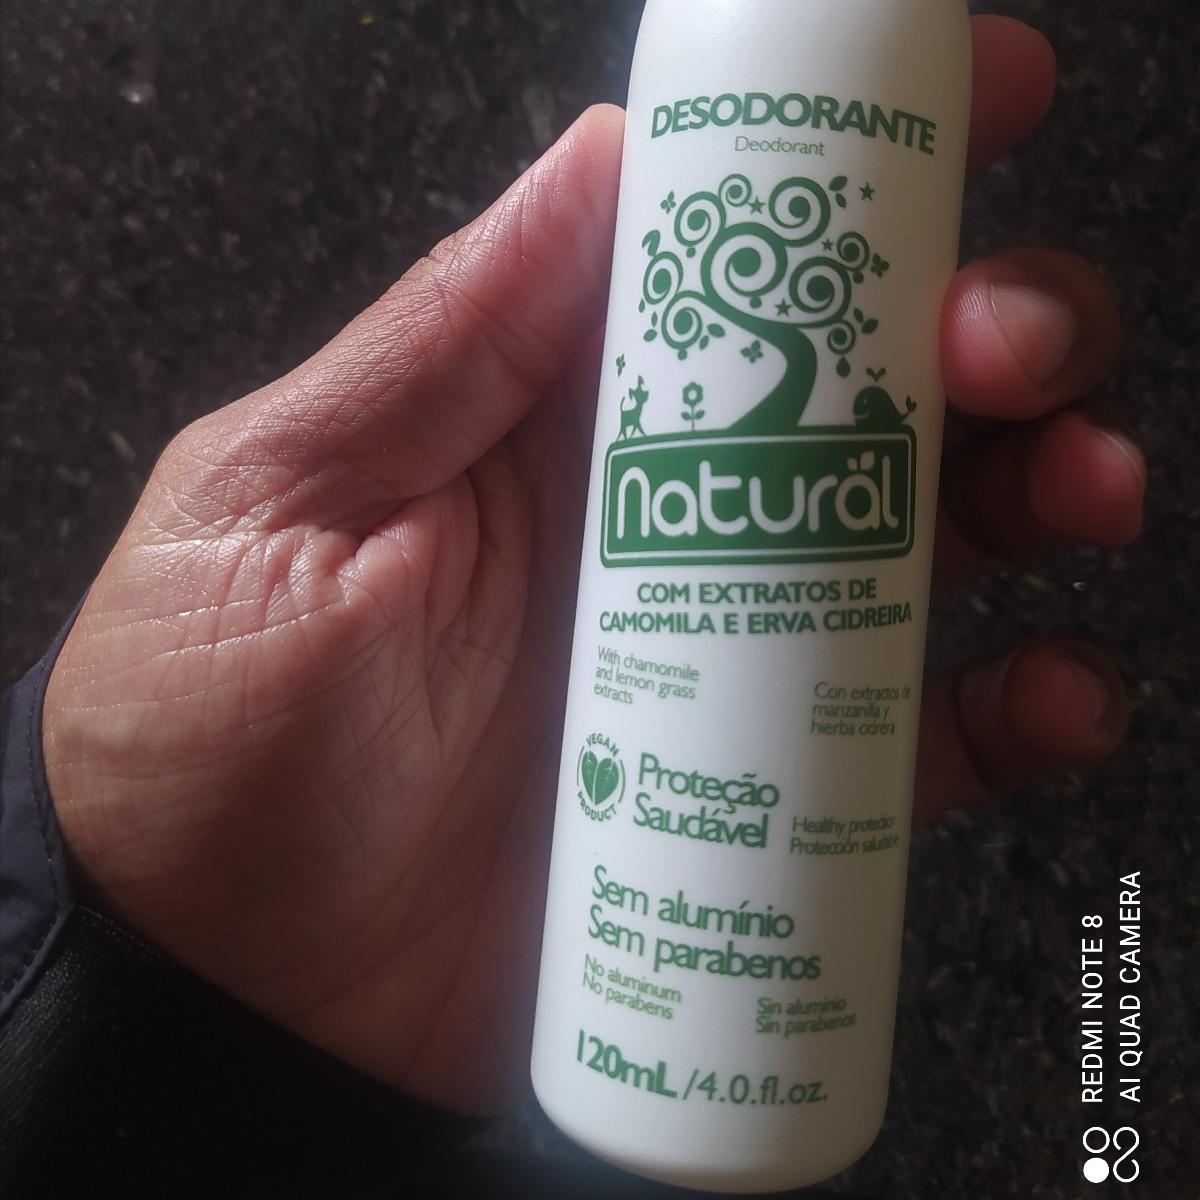 DESODORANTE
Deodorant
naturäl
COM EXTRATOS DE
CAMOMILA E ERVA CIDREIRA
With chamomile
and lemon grass
extracts
Con extractos de
manzanilla y
hierba cidrera
VEGAN
PRODUCT
Proteção
Saudável
Healthy protection
Protección saludable
Sem alumínio
Sem parabenos
No aluminum
No parabens
Sin aluminio
Sin parabenos
120mL /4.0.fl.oz.
REDMI NOTE 8
AI QUAD CAMERA